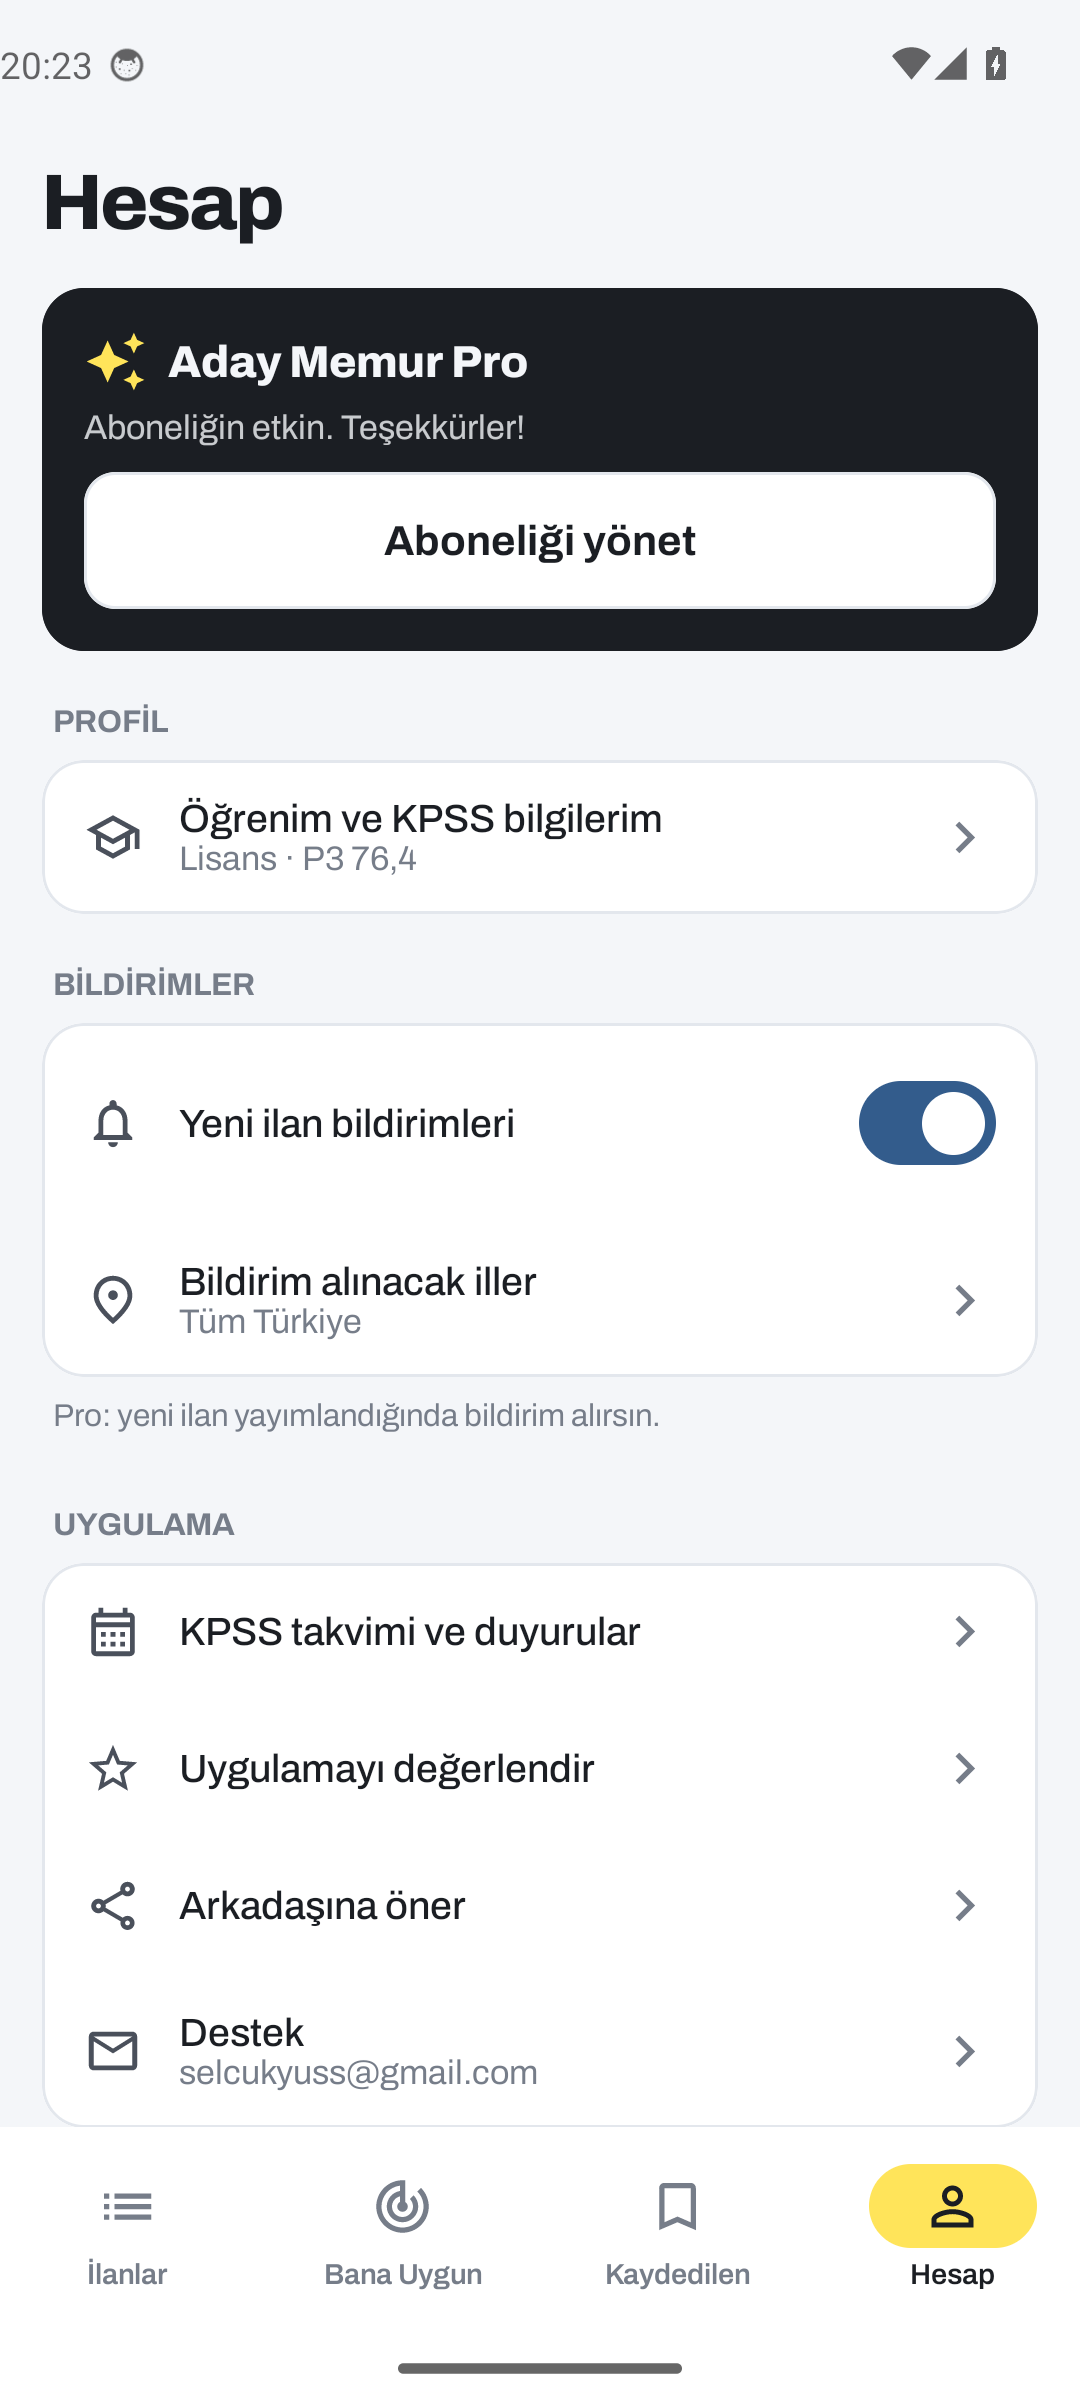 20:23
Hesap
Aday Memur Pro
Aboneliğin etkin. Teşekkürler!
Aboneliği yönet
PROFİL
Öğrenim ve KPSS bilgilerim
Lisans · P3 76,4
BİLDİRİMLER
Yeni ilan bildirimleri
Bildirim alınacak iller
Tüm Türkiye
Pro: yeni ilan yayımlandığında bildirim alırsın.
UYGULAMA
KPSS takvimi ve duyurular
Uygulamayı değerlendir
Arkadaşına öner
Destek
selcukyuss@gmail.com
İlanlar
Bana Uygun
Kaydedilen
Hesap